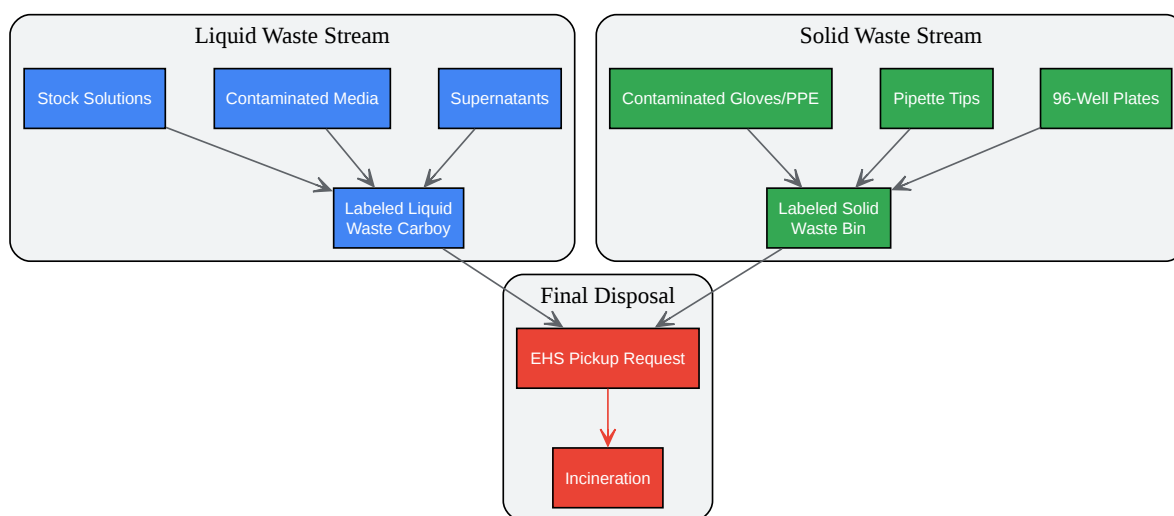 Liquid Waste Stream
Solid Waste Stream
Stock Solutions
Contaminated Media
Supernatants
Contaminated Gloves/PPE
Pipette Tips
96-Well Plates
Labeled Liquid
Waste Carboy
Labeled Solid
Waste Bin
Final Disposal
EHS Pickup Request
Incineration